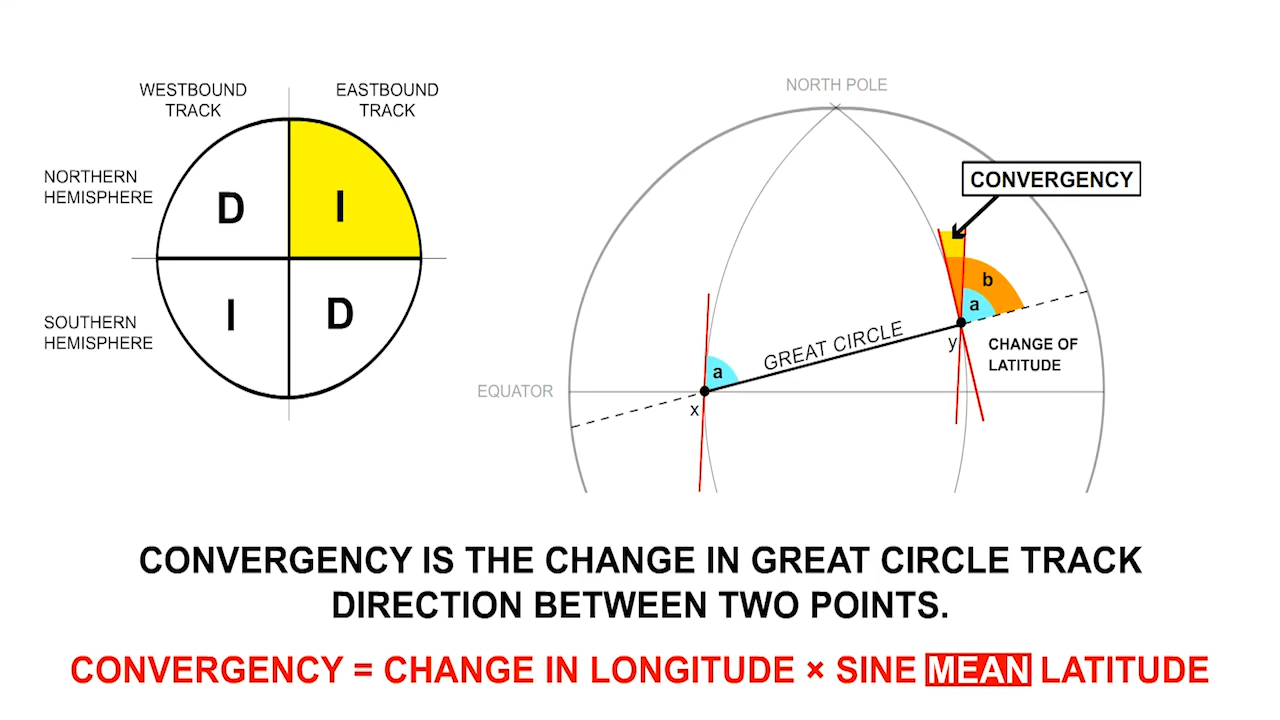 WESTBOUND
TRACK
EASTBOUND
TRACK
NORTHERN
HEMISPHERE
D
I
SOUTHERN
HEMISPHERE
I
D
NORTH POLE
CONVERGENCY
b
a
GREAT CIRCLE
y
CHANGE OF
LATITUDE
a
EQUATOR
x
CONVERGENCY IS THE CHANGE IN GREAT CIRCLE TRACK
DIRECTION BETWEEN TWO POINTS.
CONVERGENCY = CHANGE IN LONGITUDE × SINE MEAN LATITUDE